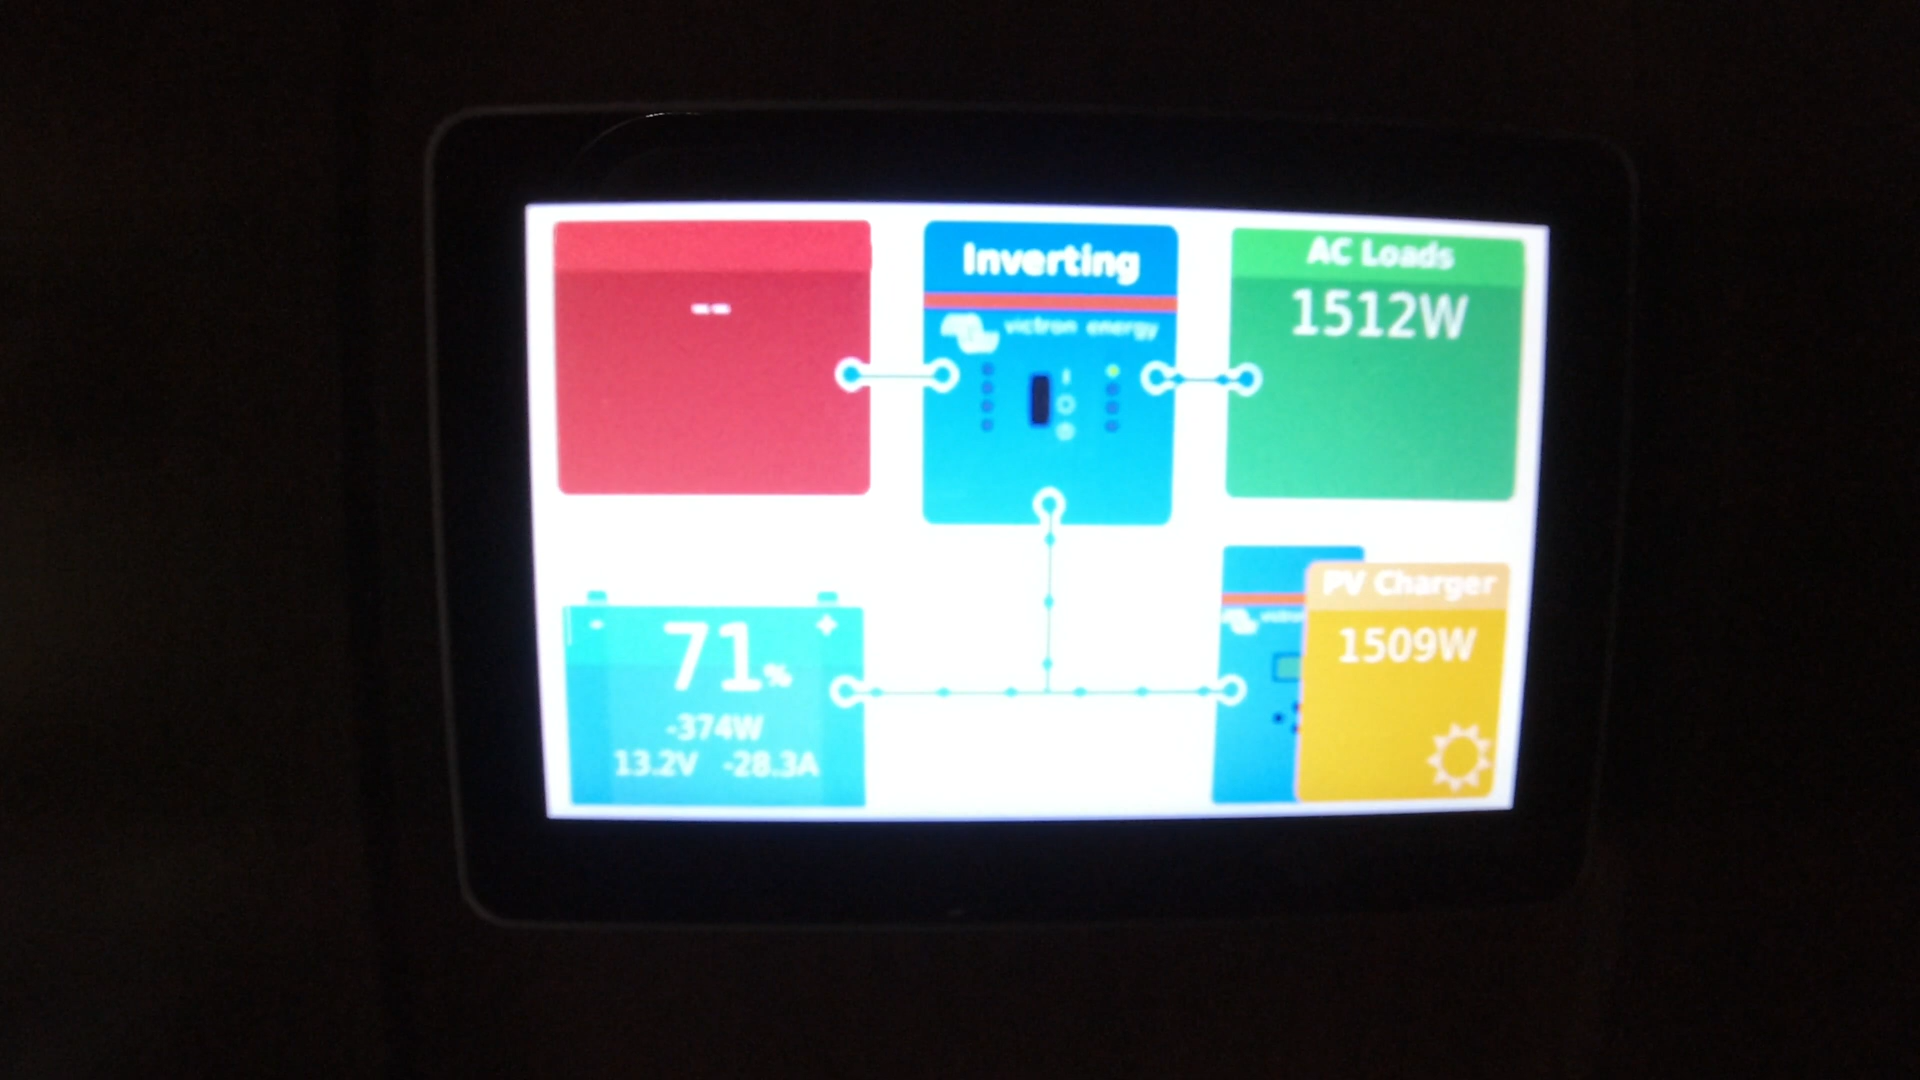 --
Inverting
victron energy
AC Loads
1512W
- 71% +
-374W
13.2V -28.3A
PV Charger
1509W